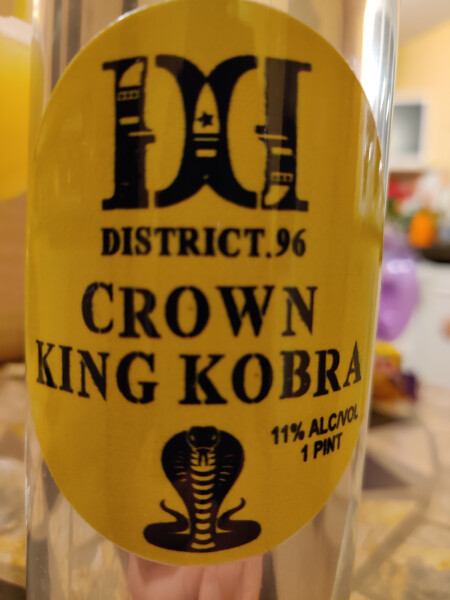 DISTRICT.96
CROWN
KING KOBRA
11% ALC/VOL
1 PINT